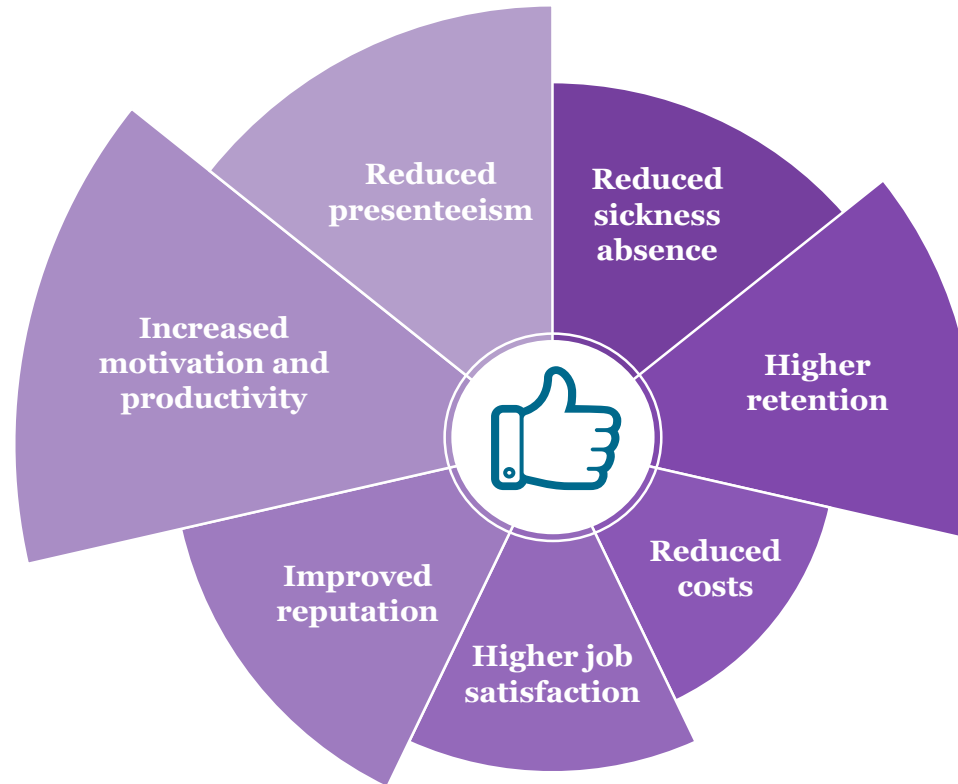 Reduced
presenteeism
Reduced
sickness
absence
Increased
motivation and
productivity
Higher
retention
Reduced
costs
Improved
reputation
Higher job
satisfaction